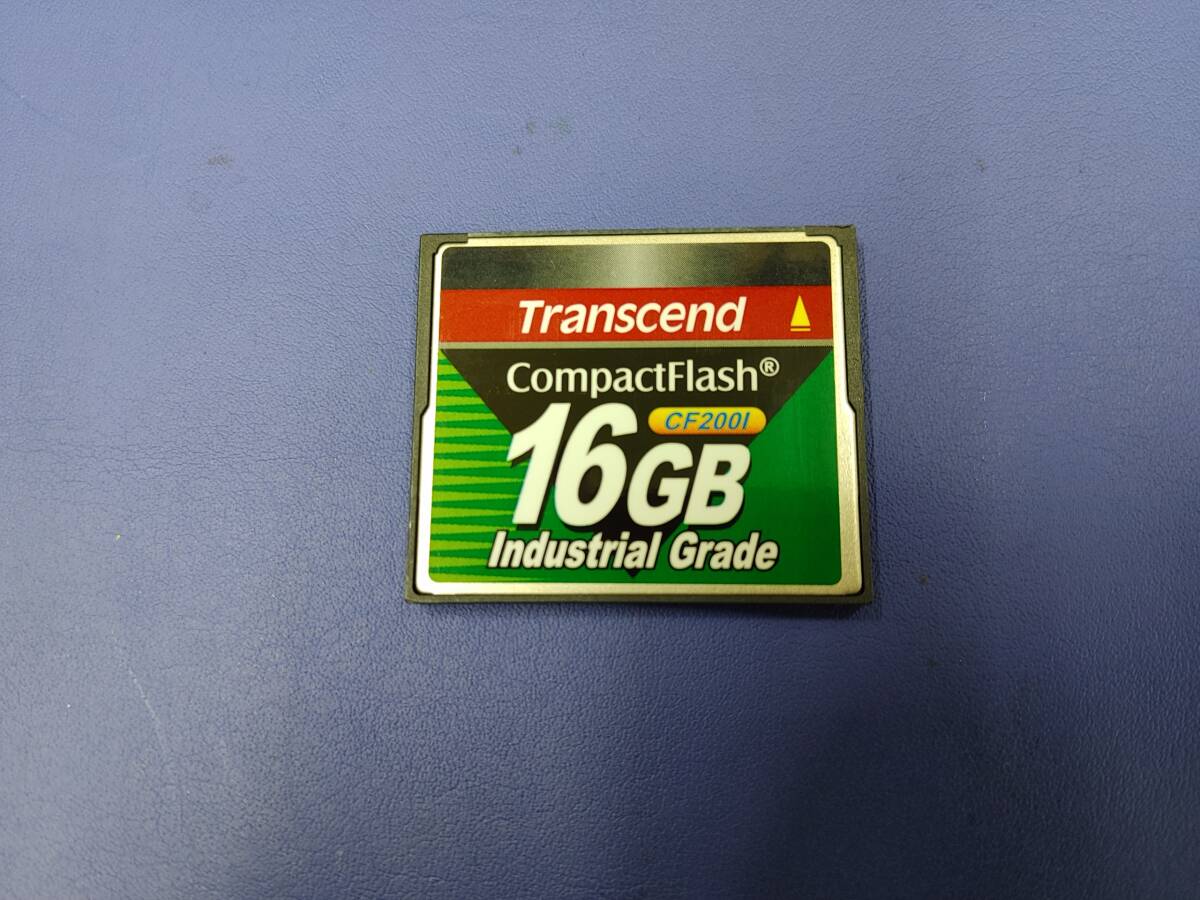 Transcend
CompactFlash®
CF200I
16GB
Industrial Grade